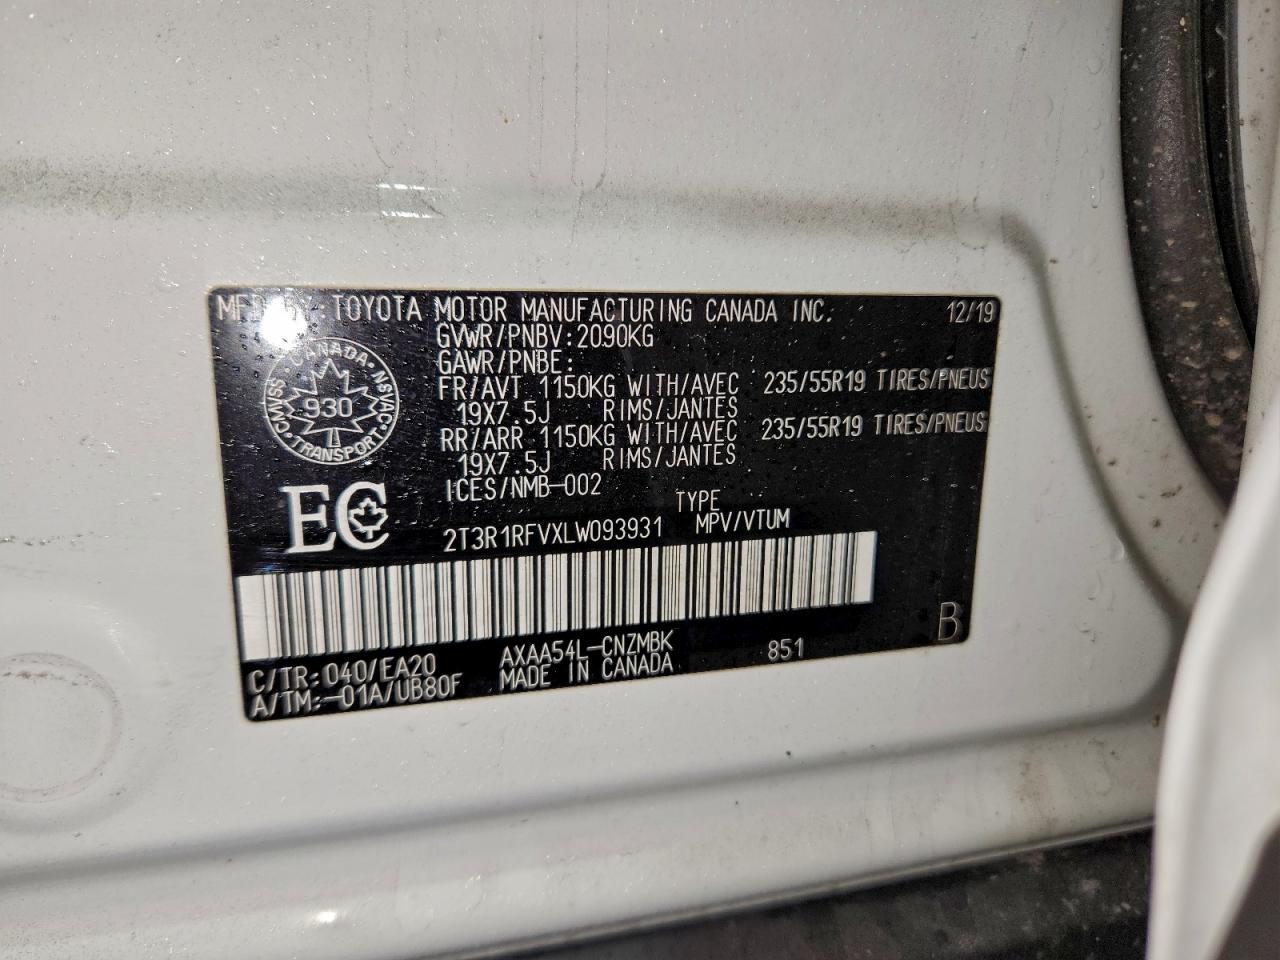 TOYOTA MOTOR MANUFACTURING CANADA INC. 12/19
GVWR/PNBV: 2090KG
GAWR/PNBE:
FR/AVT 1150KG WITH/AVEC 235/55R19 TIRES/PNEUS
19X7.5J RIMS/JANTES
RR/ARR 1150KG WITH/AVEC 235/55R19 TIRES/PNEUS
19X7.5J RIMS/JANTES
ICES/NMB-002
TYPE
2T3R1RFVXLW093931 MPV/VTUM
CANADA
CMVSS 930 NSVAC
TRANSPORT
EC
C/TR: 040/EA20 AXAA54L-CNZMBK 851 B
A/TM: -01A/UB80F MADE IN CANADA